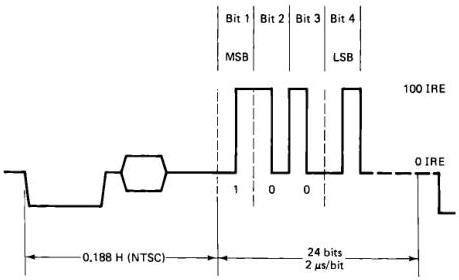 Bit 1 Bit 2 Bit 3 Bit 4
MSB LSB
100 IRE
0 IRE
1 0 0
0.188 H (NTSC)
24 bits
2 μs/bit